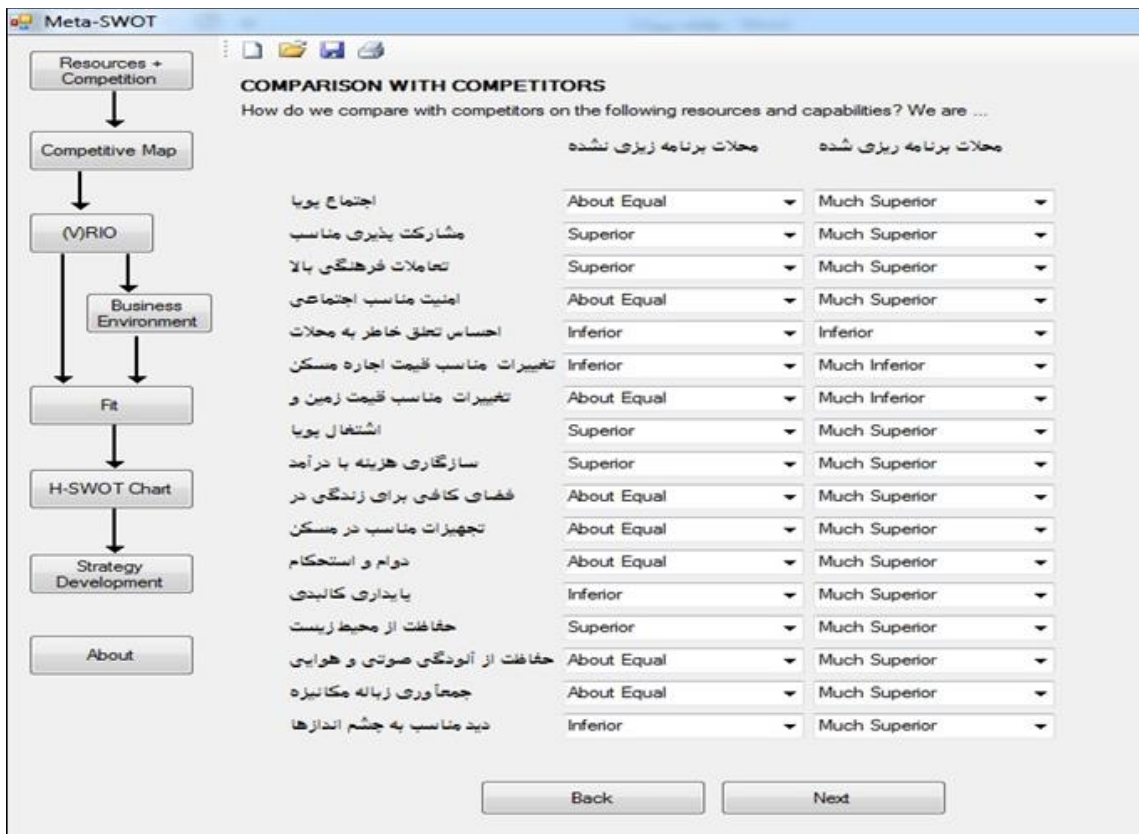 Meta-SWOT
Resources +
Competition
Competitive Map
(V)RIO
Business
Environment
Fit
H-SWOT Chart
Strategy
Development
About
COMPARISON WITH COMPETITORS
How do we compare with competitors on the following resources and capabilities? We are ...
محلات برنامه زیزی نشده
محلات برنامه ریزی شده
اجتماع پویا About Equal Much Superior
مشارکت پذیری مناسب Superior Much Superior
تعاملات فرهنگی بالا Superior Much Superior
امنیت مناسب اجتماعی About Equal Much Superior
احساس تعلق خاطر به محلات Inferior Inferior
تغییرات مناسب قیمت اجاره مسکن Inferior Much Inferior
تغییرات مناسب قیمت زمین و About Equal Much Inferior
اشتغال پویا Superior Much Superior
سازگاری هزینه با درآمد Superior Much Superior
فضای کافی برای زندگی در About Equal Much Superior
تجهیزات مناسب در مسکن About Equal Much Superior
دوام و استحکام About Equal Much Superior
پایداری کالبدی Inferior Much Superior
حفاظت از محیط زیست Superior Much Superior
حفاظت از آلودگی صوتی و هوایی About Equal Much Superior
جمعآوری زباله مکانیزه About Equal Much Superior
دید مناسب به چشم اندازها Inferior Much Superior
Back
Next